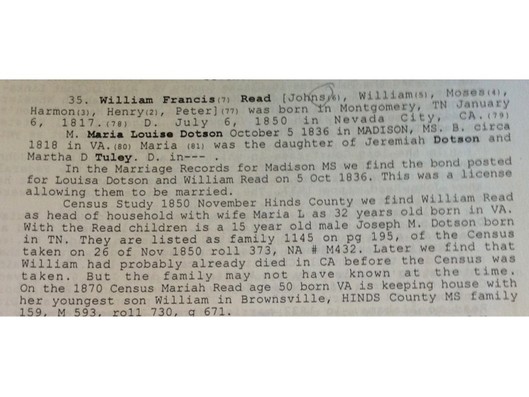 35. William Francis(7) Read [Johns(6), William(5), Moses(4),
Harmon(3), Henry(2), Peter](77) was born in Montgomery, TN January
6, 1817.(78) D. July 6, 1850 in Nevada City, CA.(79)
M. Maria Louise Dotson October 5 1836 in MADISON, MS. B. circa
1818 in VA.(80) Maria (81) was the daughter of Jeremiah Dotson and
Martha D Tuley. D. in--- .
In the Marriage Records for Madison MS we find the bond posted
for Louisa Dotson and William Read on 5 Oct 1836. This was a license
allowing them to be married.
Census Study 1850 November Hinds County we find William Read
as head of household with wife Maria L as 32 years old born in VA.
With the Read children is a 15 year old male Joseph M. Dotson born
in TN. They are listed as family 1145 on pg 195, of the Census
taken on 26 of Nov 1850 roll 373, NA # M432. Later we find that
William had probably already died in CA before the Census was
taken. But the family may not have known at the time.
On the 1870 Census Mariah Read age 50 born VA is keeping house with
her youngest son William in Brownsville, HINDS County MS family
159, M 593, roll 730, g 671.